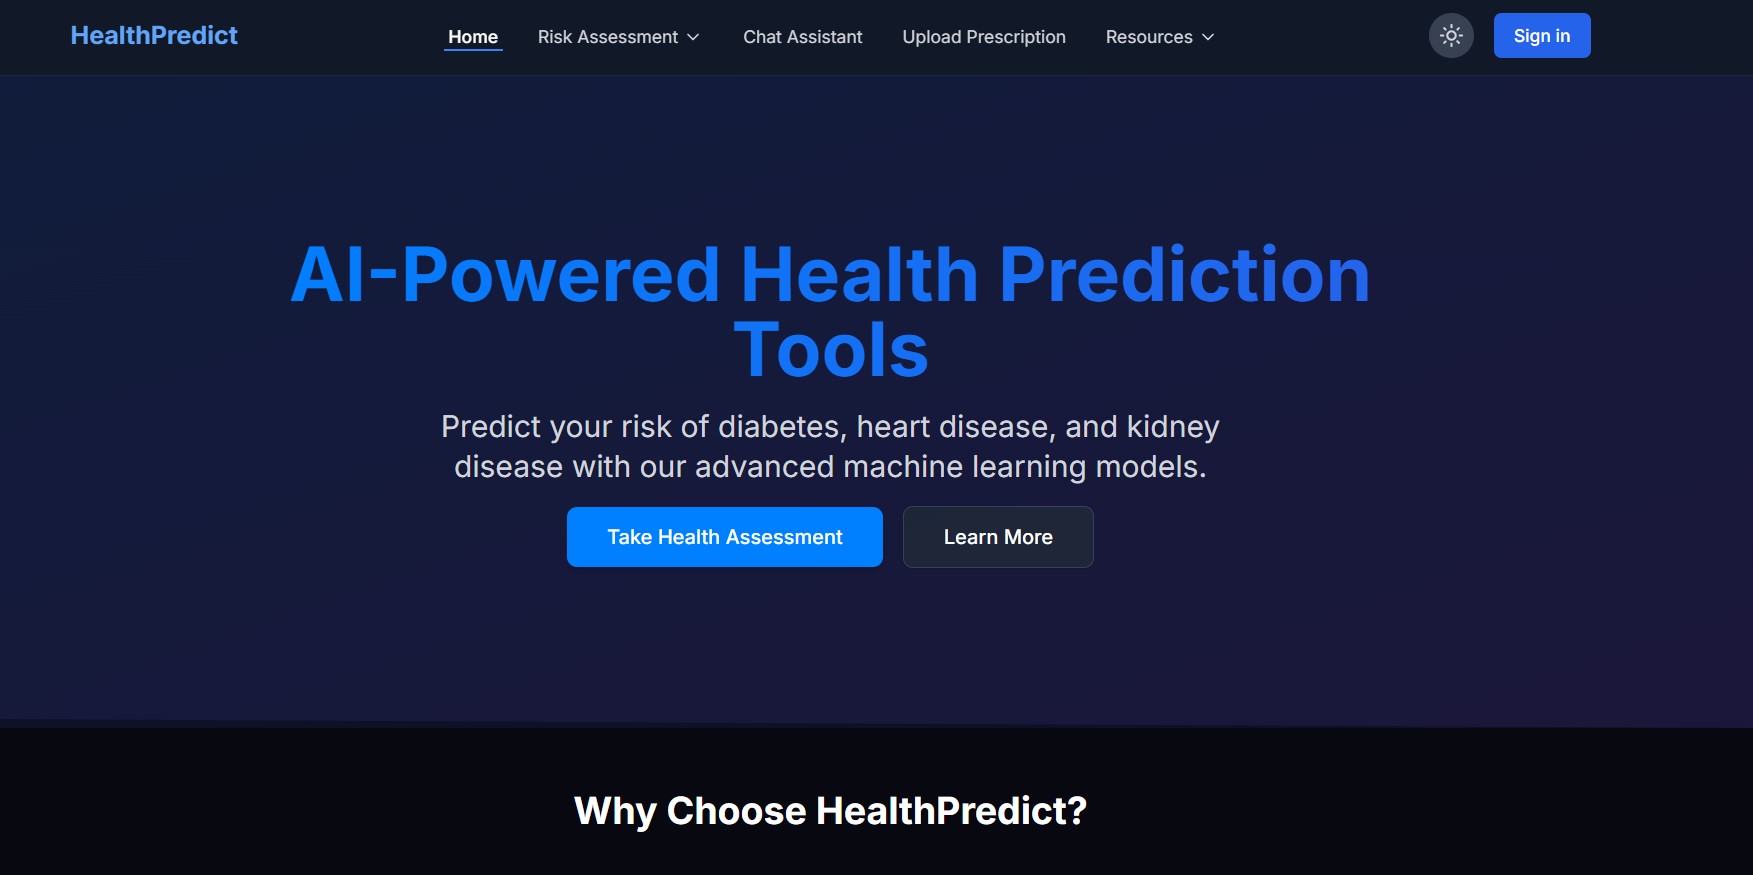 HealthPredict
Home
Risk Assessment
Chat Assistant
Upload Prescription
Resources
Sign in
AI-Powered Health Prediction
Tools
Predict your risk of diabetes, heart disease, and kidney
disease with our advanced machine learning models.
Take Health Assessment
Learn More
Why Choose HealthPredict?